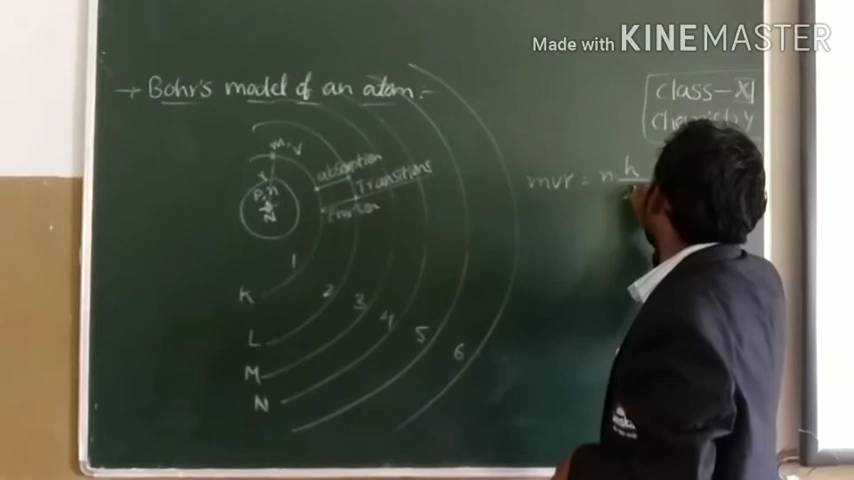 Made with KINEMASTER
→ Bohr's model of an atom:-
class-XI
chemistry
m, v
r
P, n
N
absorption
Transitions
Emission
mvr = n h
1
2
3
4
5
6
K
L
M
N